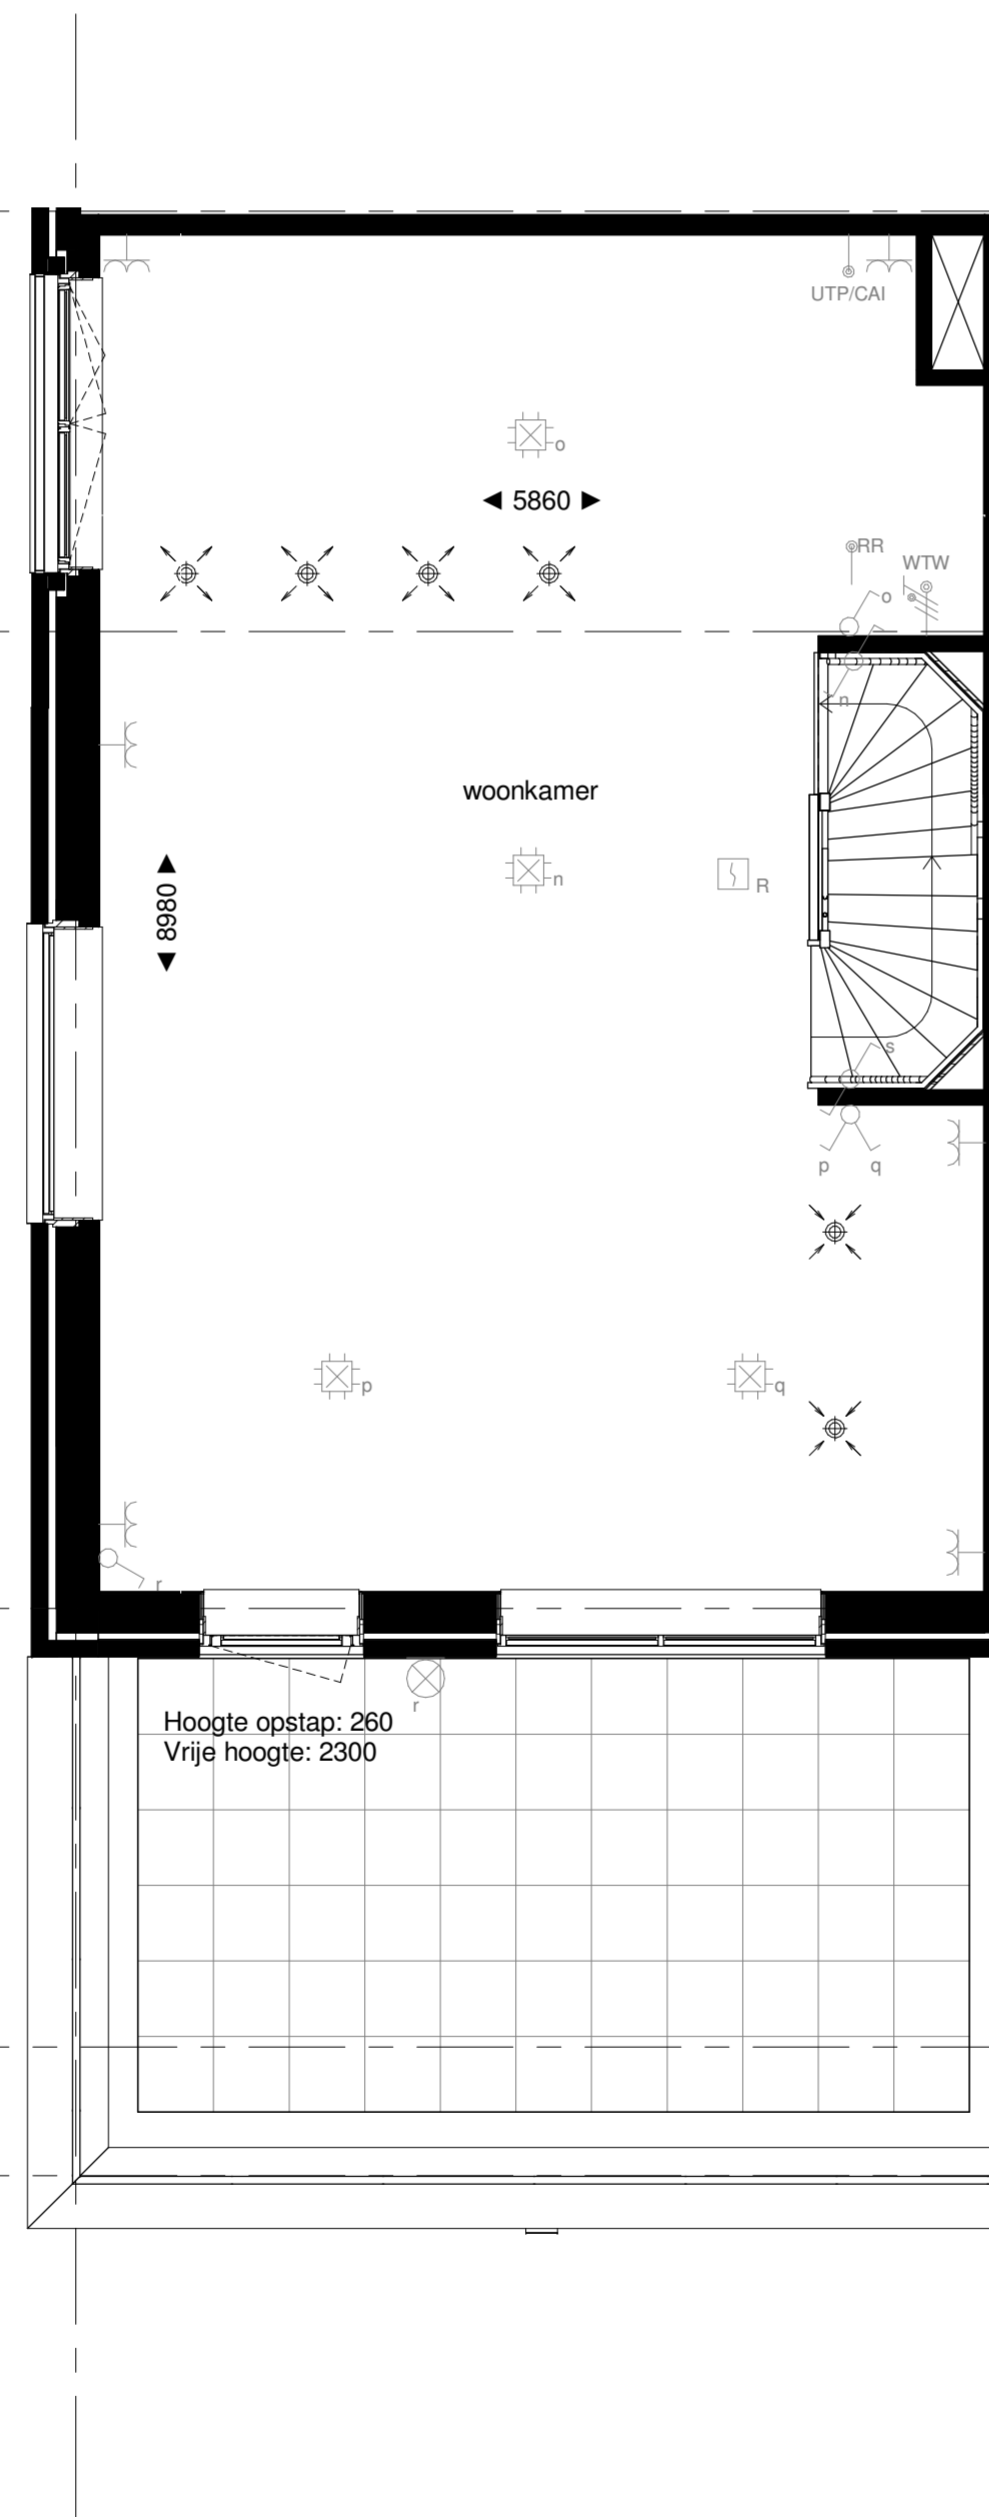 UTP/CAI
o
5860
RR
WTW
o
n
woonkamer
n
R
8980
s
p q
p
q
r
r
Hoogte opstap: 260
Vrije hoogte: 2300